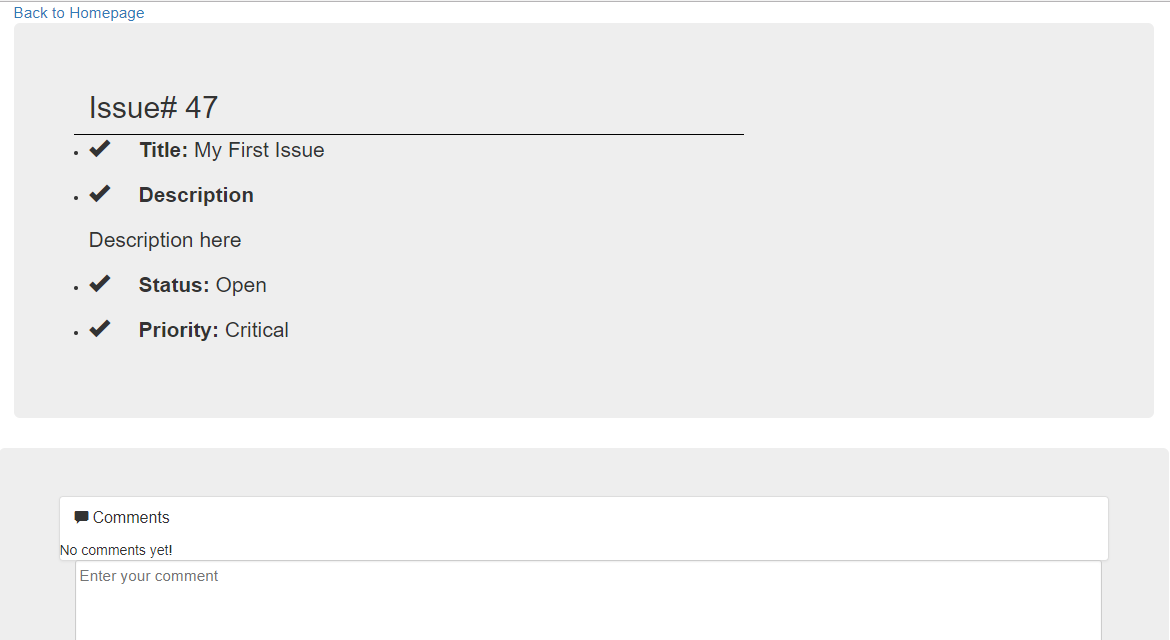 Back to Homepage
Issue# 47
Title: My First Issue
Description
Description here
Status: Open
Priority: Critical
Comments
No comments yet!
Enter your comment